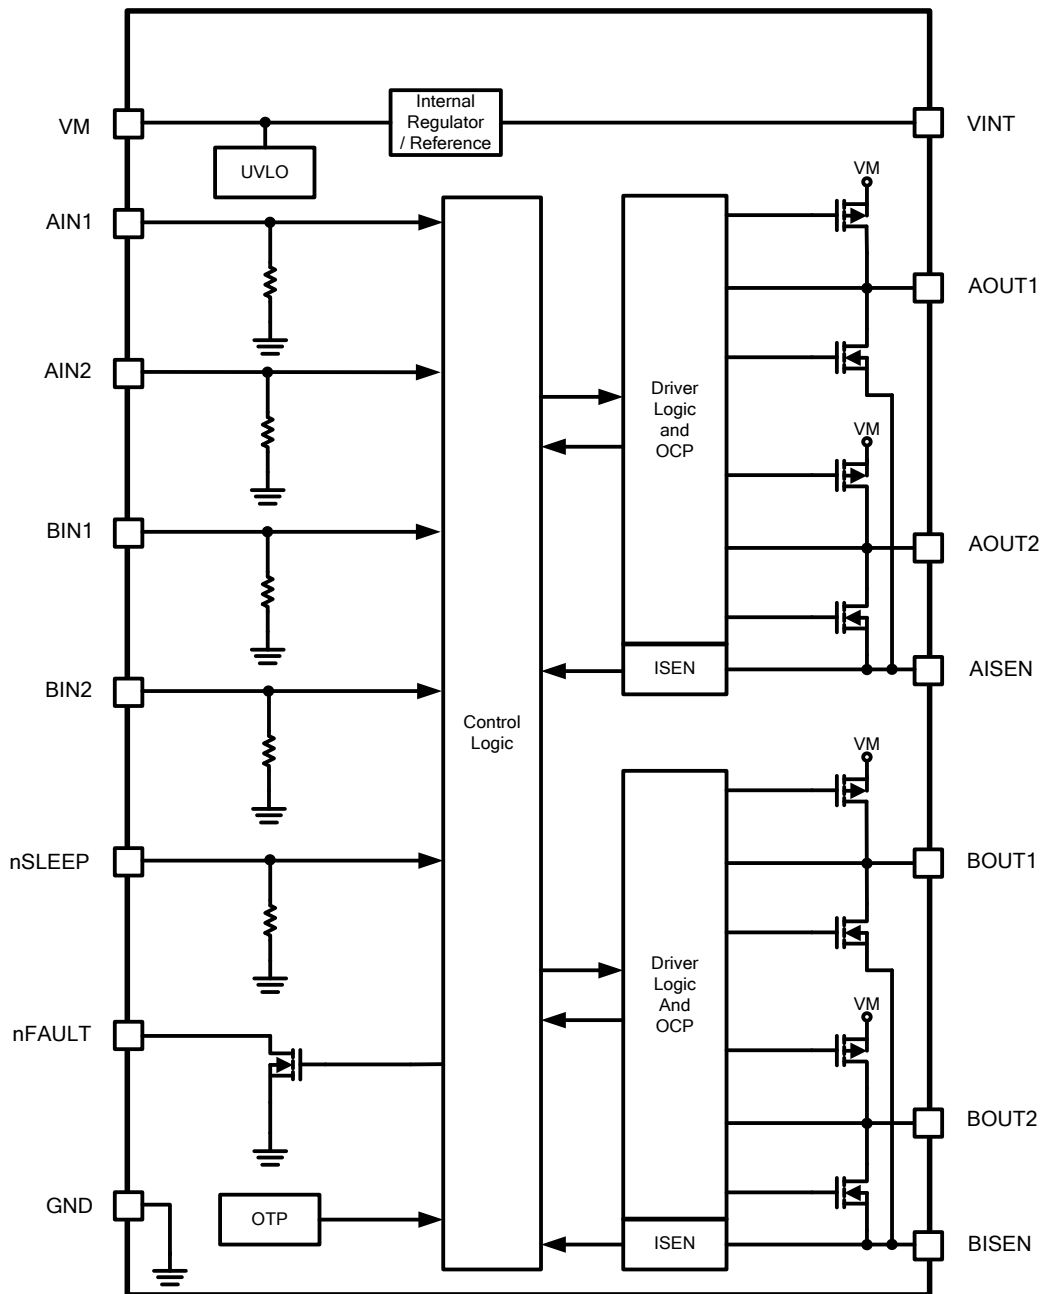 VM
Internal
Regulator
/ Reference
VINT
UVLO
VM
AIN1
AOUT1
AIN2
Driver
Logic
and
OCP
VM
BIN1
AOUT2
ISEN
AISEN
BIN2
Control
Logic
VM
nSLEEP
BOUT1
Driver
Logic
And
OCP
VM
nFAULT
BOUT2
GND
OTP
ISEN
BISEN